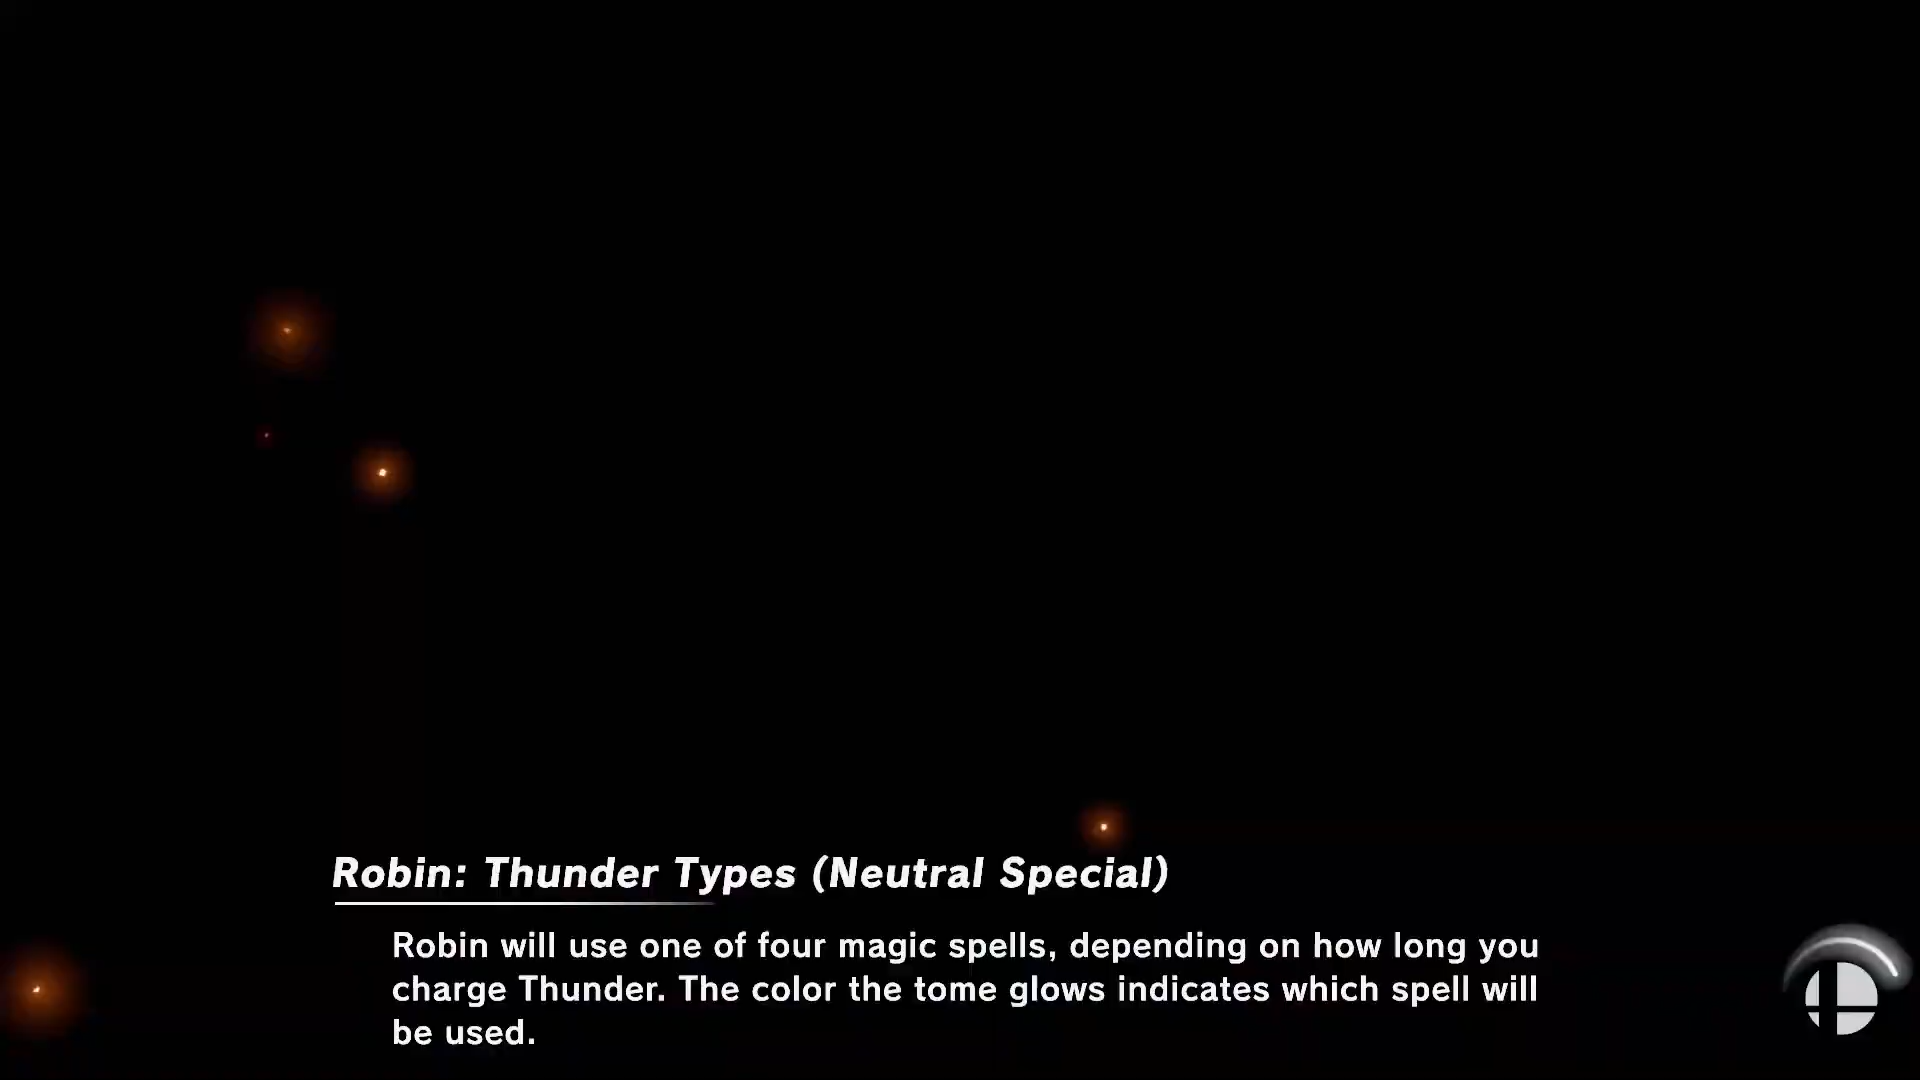 Robin: Thunder Types (Neutral Special)
Robin will use one of four magic spells, depending on how long you
charge Thunder. The color the tome glows indicates which spell will
be used.